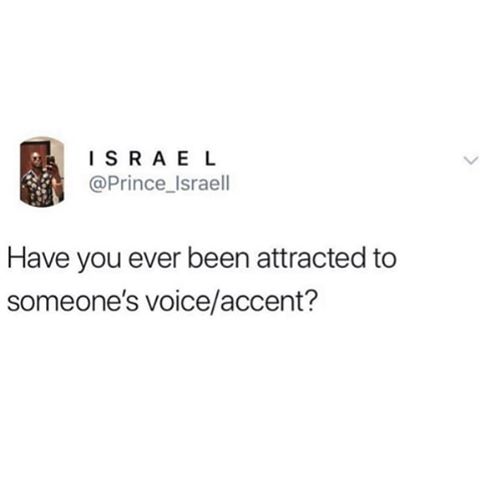 I S R A E L
@Prince_Israell
Have you ever been attracted to
someone's voice/accent?